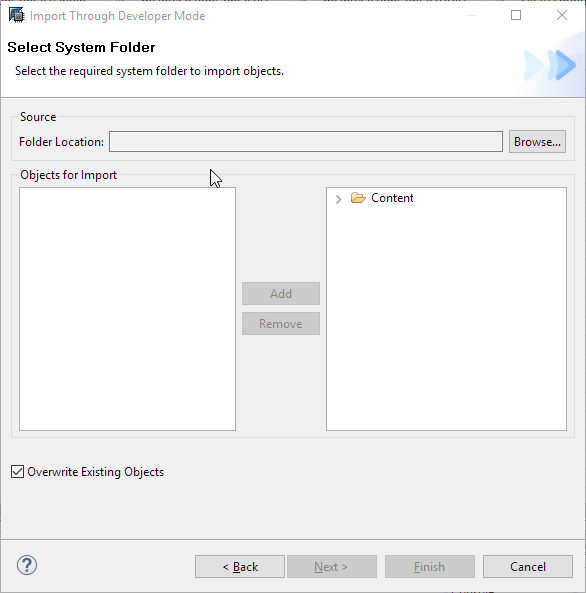 Import Through Developer Mode
Select System Folder
Select the required system folder to import objects.
Source
Folder Location:
Browse...
Objects for Import
Content
Add
Remove
Overwrite Existing Objects
?
< Back
Next >
Finish
Cancel